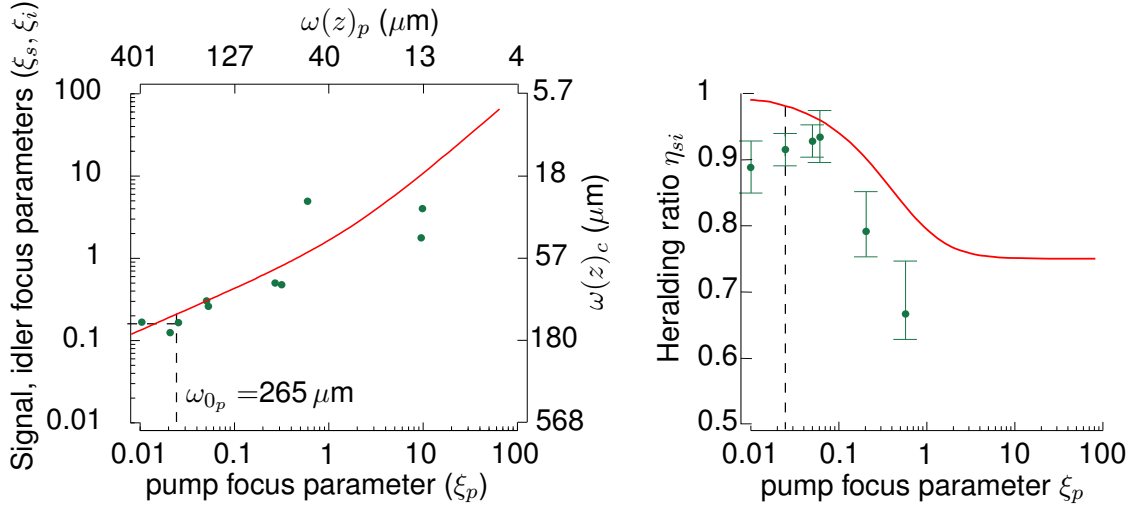 ω(z)ₚ (μm)
401 127 40 13 4
Signal, idler focus parameters (ξₛ, ξᵢ)
100
10
1
0.1
0.01
5.7
18
57
180
568
ω(z)_c (μm)
ω₀ₚ =265 μm
0.01 0.1 1 10 100
pump focus parameter (ξₚ)
Heralding ratio ηₛᵢ
1
0.9
0.8
0.7
0.6
0.5
0.01 0.1 1 10 100
pump focus parameter ξₚ